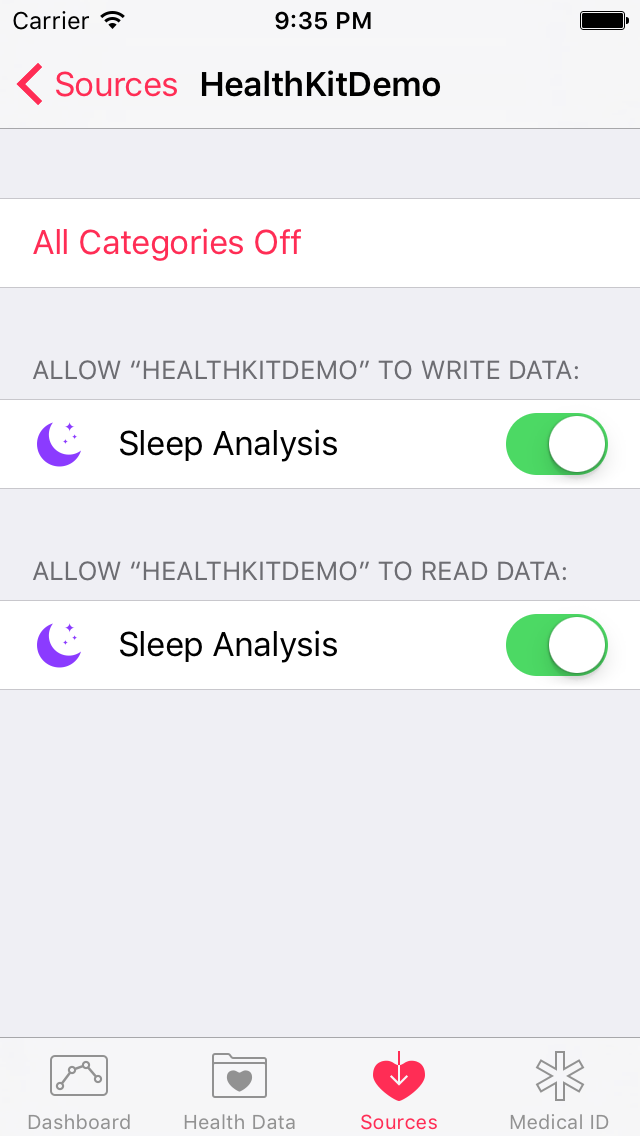 Carrier 9:35 PM
Sources HealthKitDemo
All Categories Off
ALLOW “HEALTHKITDEMO” TO WRITE DATA:
Sleep Analysis
ALLOW “HEALTHKITDEMO” TO READ DATA:
Sleep Analysis
Dashboard Health Data Sources Medical ID